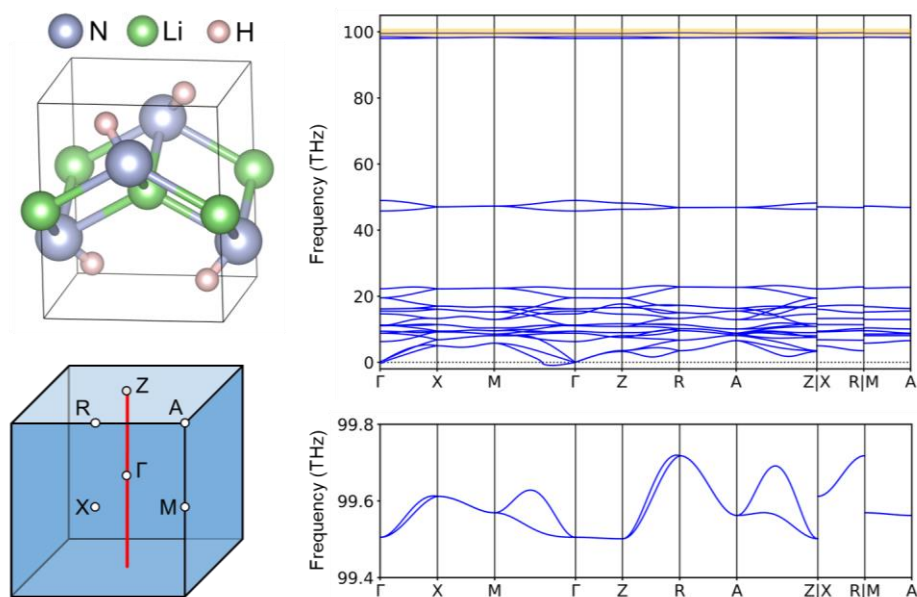 N Li H
Z
R A
Γ
X M
Frequency (THz)
100
80
60
40
20
0
Γ X M Γ Z R A Z|X R|M A
Frequency (THz)
99.8
99.6
99.4
Γ X M Γ Z R A Z|X R|M A